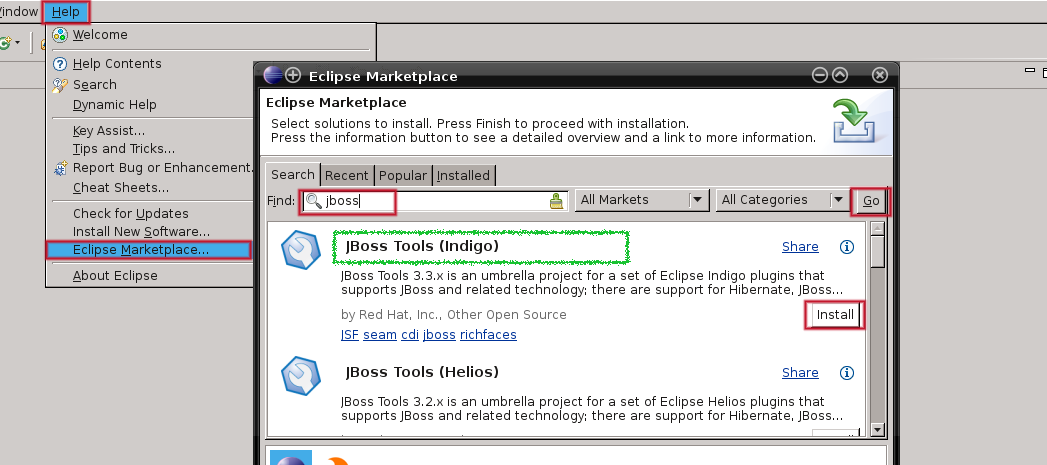 indow Help
Welcome
Help Contents
Search
Dynamic Help
Key Assist...
Tips and Tricks...
Report Bug or Enhancement.
Cheat Sheets...
Check for Updates
Install New Software...
Eclipse Marketplace...
About Eclipse
Eclipse Marketplace
Eclipse Marketplace
Select solutions to install. Press Finish to proceed with installation.
Press the information button to see a detailed overview and a link to more information.
Search Recent Popular Installed
Find: jboss All Markets All Categories Go
JBoss Tools (Indigo) Share
JBoss Tools 3.3.x is an umbrella project for a set of Eclipse Indigo plugins that
supports JBoss and related technology; there are support for Hibernate, JBoss...
by Red Hat, Inc., Other Open Source Install
JSF seam cdi jboss richfaces
JBoss Tools (Helios) Share
JBoss Tools 3.2.x is an umbrella project for a set of Eclipse Helios plugins that
supports JBoss and related technology; there are support for Hibernate, JBoss...